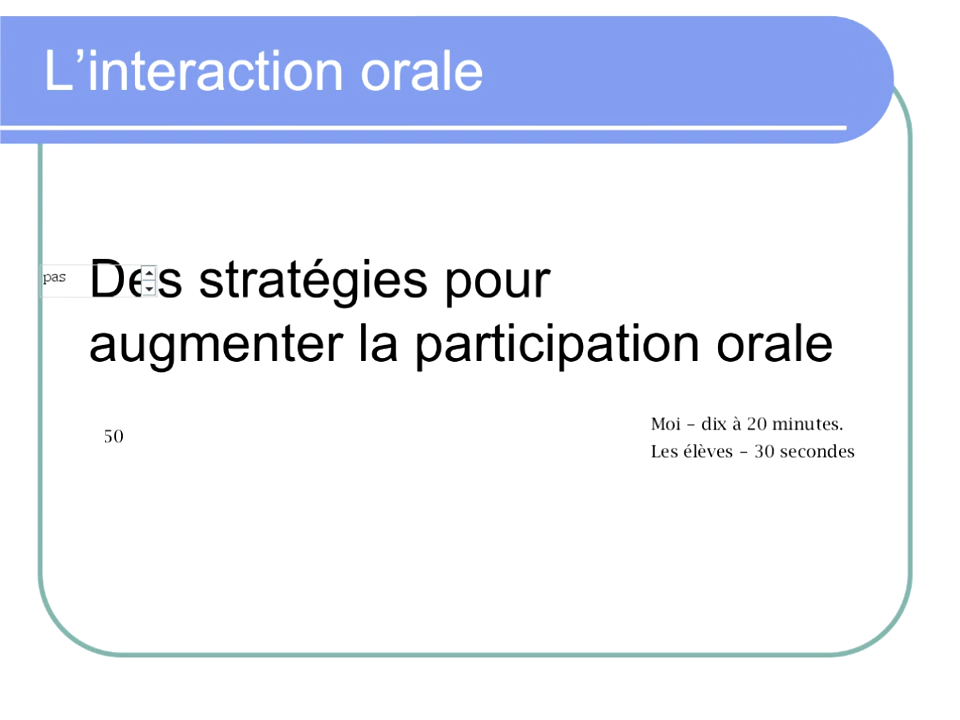 L’interaction orale
pas
Des stratégies pour
augmenter la participation orale
50
Moi – dix à 20 minutes.
Les élèves – 30 secondes